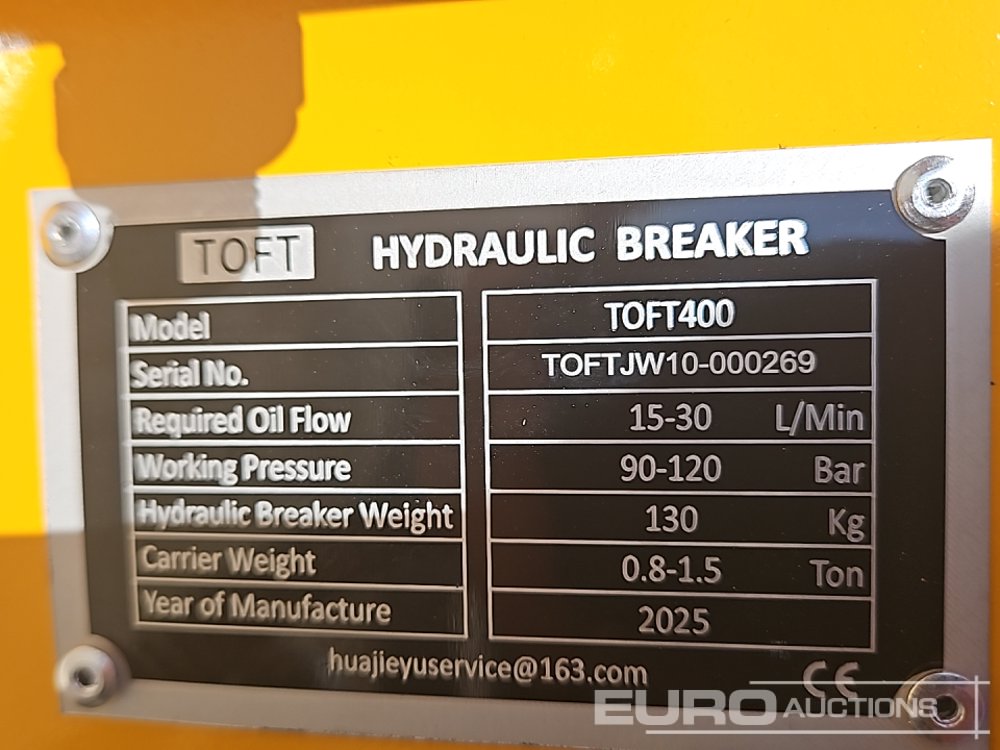 TOFT HYDRAULIC BREAKER
Model TOFT400
Serial No. TOFTJW10-000269
Required Oil Flow 15-30 L/Min
Working Pressure 90-120 Bar
Hydraulic Breaker Weight 130 Kg
Carrier Weight 0.8-1.5 Ton
Year of Manufacture 2025
huajieyuservice@163.com CE
EURO AUCTIONS